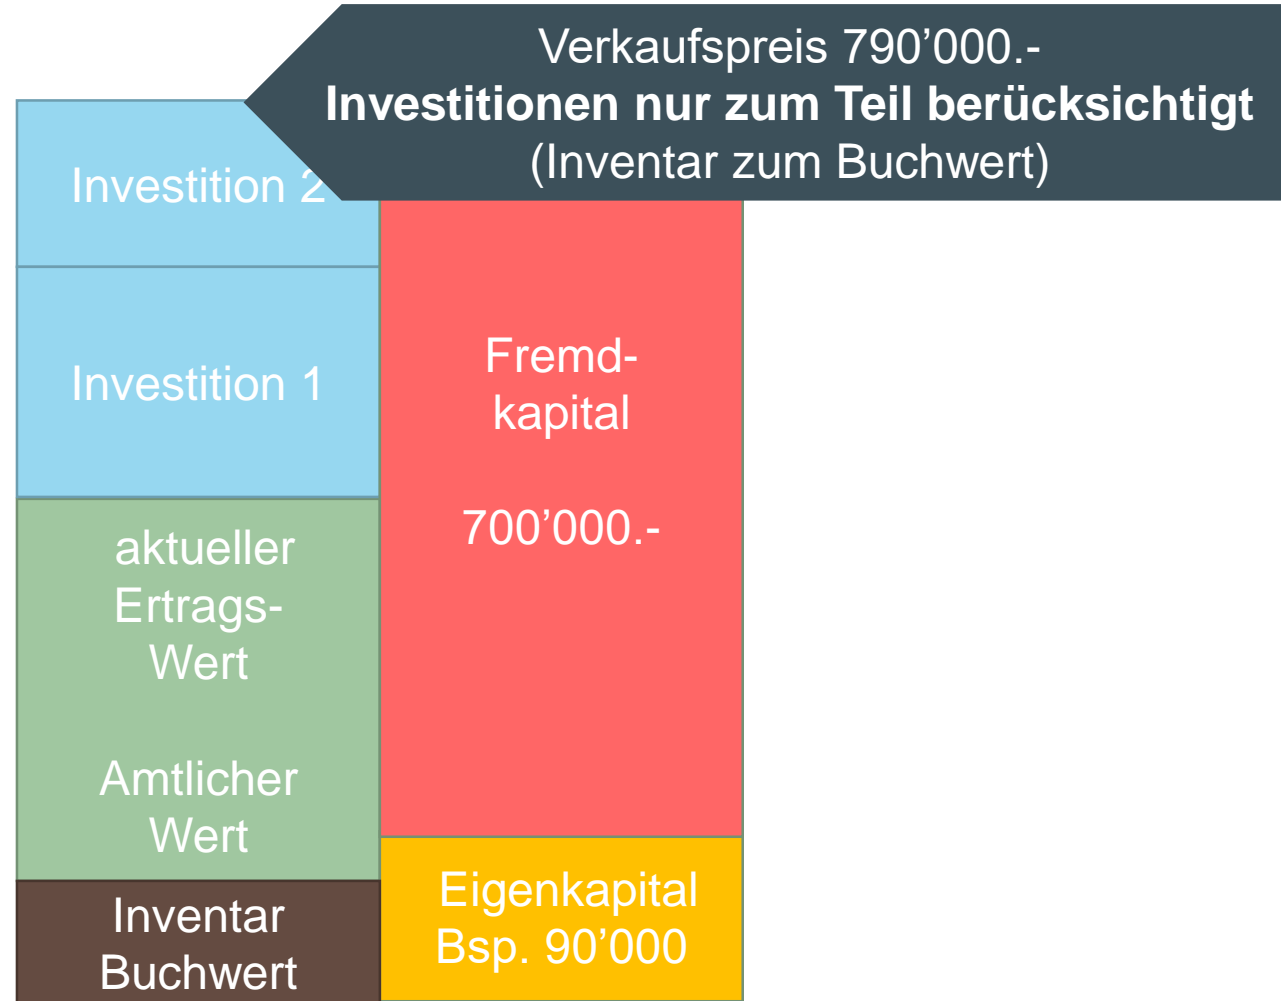 Verkaufspreis 790’000.-
Investitionen nur zum Teil berücksichtigt
(Inventar zum Buchwert)
Investition 2
Investition 1
aktueller
Ertrags-
Wert
Amtlicher
Wert
Inventar
Buchwert
Fremd-
kapital
700’000.-
Eigenkapital
Bsp. 90’000